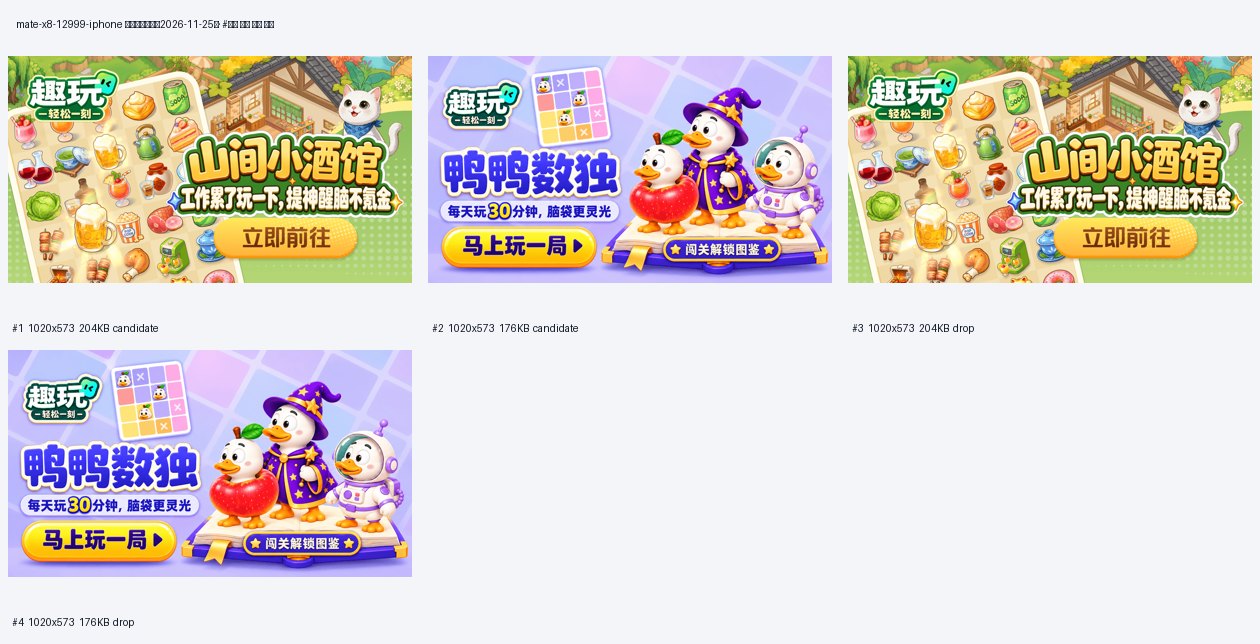 mate-x8-12999-iphone 2026-11-25 #
趣玩
轻松一刻
SODA
山间小酒馆
工作累了玩一下,提神醒脑不氪金
立即前往
#1 1020x573 204KB candidate
趣玩
轻松一刻
鸭鸭数独
每天玩30分钟,脑袋更灵光
马上玩一局
闯关解锁图鉴
#2 1020x573 176KB candidate
趣玩
轻松一刻
SODA
山间小酒馆
工作累了玩一下,提神醒脑不氪金
立即前往
#3 1020x573 204KB drop
趣玩
轻松一刻
鸭鸭数独
每天玩30分钟,脑袋更灵光
马上玩一局
闯关解锁图鉴
#4 1020x573 176KB drop